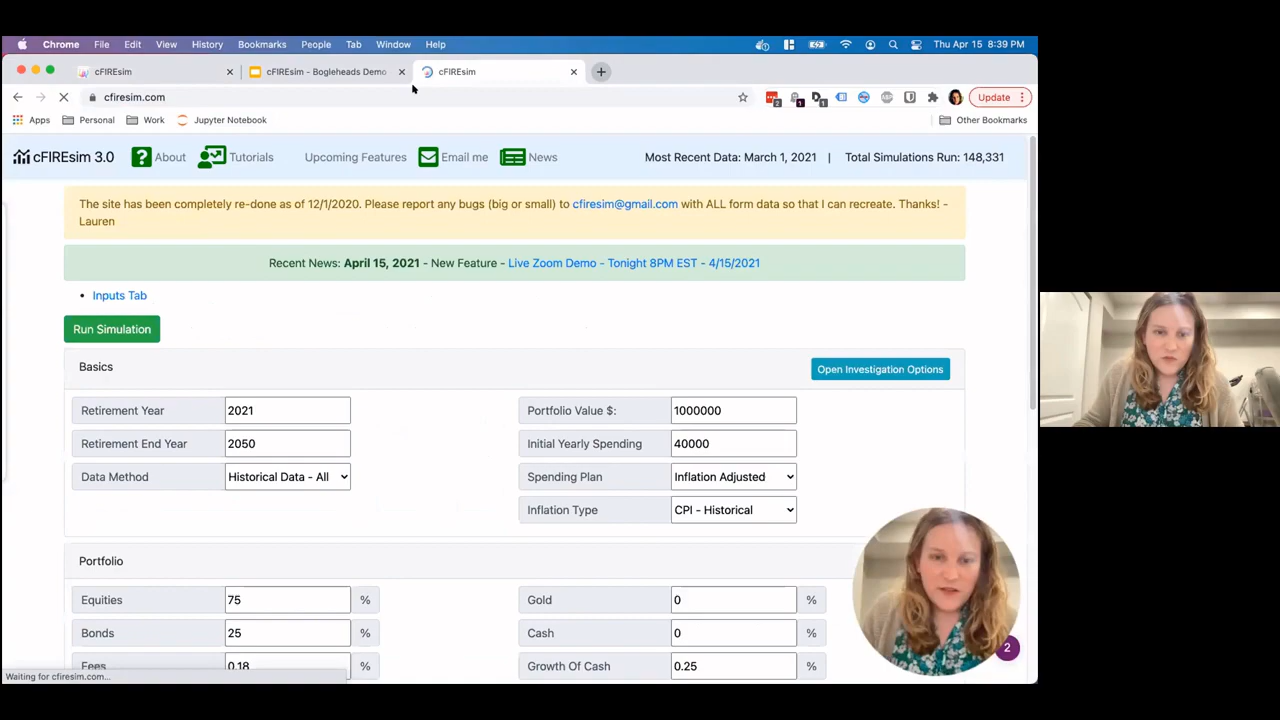 Chrome File Edit View History Bookmarks People Tab Window Help Thu Apr 15 8:39 PM
cFIREsim cFIREsim - Bogleheads Demo cFIREsim
cfiresim.com Update
Apps Personal Work Jupyter Notebook Other Bookmarks
cFIREsim 3.0 About Tutorials Upcoming Features Email me News Most Recent Data: March 1, 2021 | Total Simulations Run: 148,331
The site has been completely re-done as of 12/1/2020. Please report any bugs (big or small) to cfiresim@gmail.com with ALL form data so that I can recreate. Thanks! -
Lauren
Recent News: April 15, 2021 - New Feature - Live Zoom Demo - Tonight 8PM EST - 4/15/2021
Inputs Tab
Run Simulation
Basics Open Investigation Options
Retirement Year 2021 Portfolio Value $: 1000000
Retirement End Year 2050 Initial Yearly Spending 40000
Data Method Historical Data - All Spending Plan Inflation Adjusted
Inflation Type CPI - Historical
Portfolio
Equities 75 % Gold 0 %
Bonds 25 % Cash 0 %
Fees 0.18 % Growth Of Cash 0.25 %
Waiting for cfiresim.com...
2